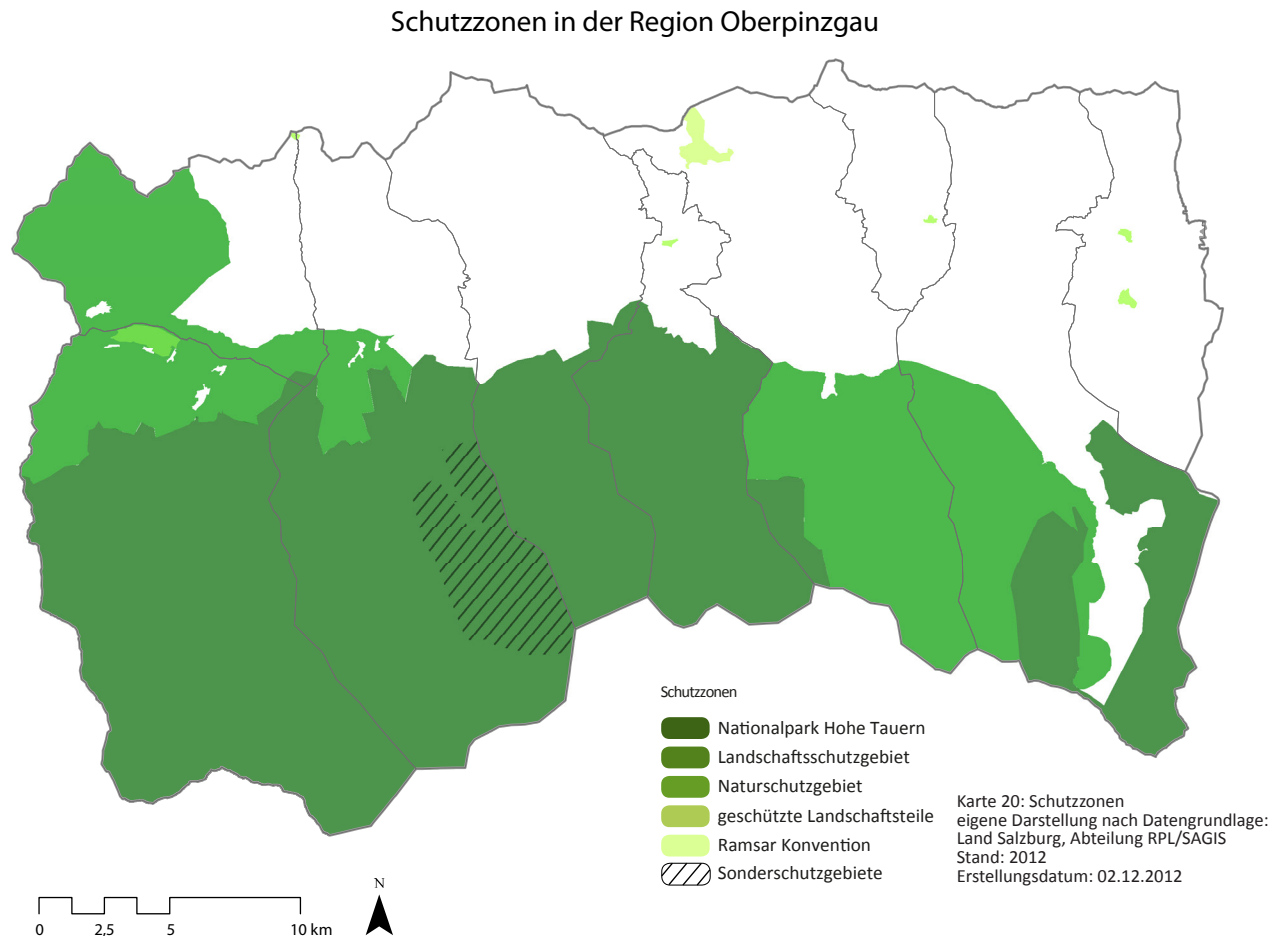 Schutzzonen in der Region Oberpinzgau
Schutzzonen
Nationalpark Hohe Tauern
Landschaftsschutzgebiet
Naturschutzgebiet
geschützte Landschaftsteile
Ramsar Konvention
Sonderschutzgebiete
Karte 20: Schutzzonen
eigene Darstellung nach Datengrundlage:
Land Salzburg, Abteilung RPL/SAGIS
Stand: 2012
Erstellungsdatum: 02.12.2012
N
0 2,5 5 10 km